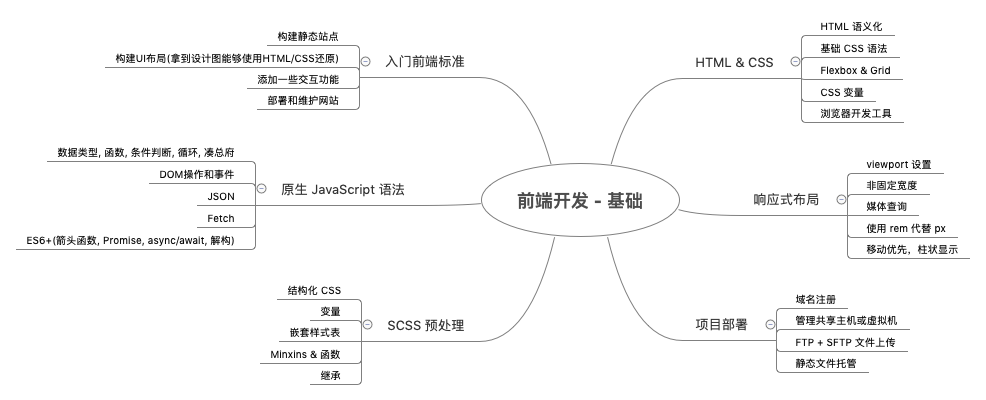 前端开发 - 基础
HTML & CSS
HTML 语义化
基础 CSS 语法
Flexbox & Grid
CSS 变量
浏览器开发工具
响应式布局
viewport 设置
非固定宽度
媒体查询
使用 rem 代替 px
移动优先，柱状显示
项目部署
域名注册
管理共享主机或虚拟机
FTP + SFTP 文件上传
静态文件托管
入门前端标准
构建静态站点
构建UI布局(拿到设计图能够使用HTML/CSS还原)
添加一些交互功能
部署和维护网站
原生 JavaScript 语法
数据类型, 函数, 条件判断, 循环, 凑总府
DOM操作和事件
JSON
Fetch
ES6+(箭头函数, Promise, async/await, 解构)
SCSS 预处理
结构化 CSS
变量
嵌套样式表
Minxins & 函数
继承